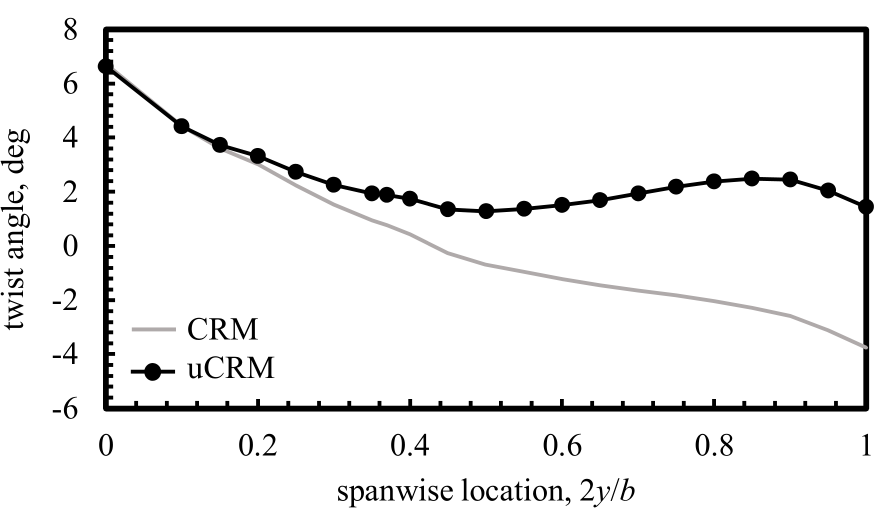 8
6
4
2
0
-2
-4
-6
twist angle, deg
CRM
uCRM
0 0.2 0.4 0.6 0.8 1
spanwise location, 2y/b